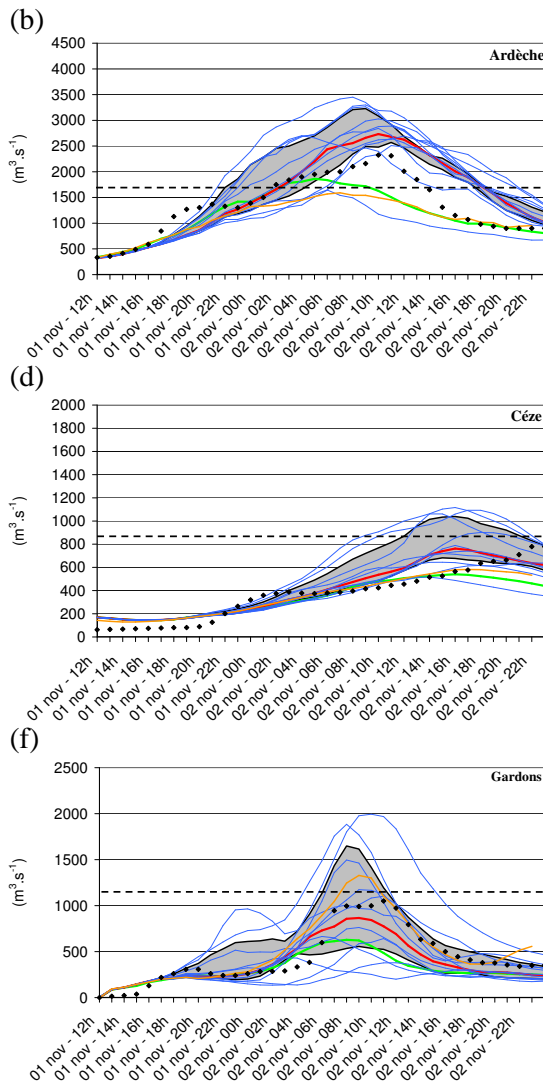 (b)
Ardèche
4500
4000
3500
3000
2500
2000
1500
1000
500
0
(m³.s⁻¹)
01 nov - 12h
01 nov - 14h
01 nov - 16h
01 nov - 18h
01 nov - 20h
01 nov - 22h
02 nov - 00h
02 nov - 02h
02 nov - 04h
02 nov - 06h
02 nov - 08h
02 nov - 10h
02 nov - 12h
02 nov - 14h
02 nov - 16h
02 nov - 18h
02 nov - 20h
02 nov - 22h
(d)
Céze
2000
1800
1600
1400
1200
1000
800
600
400
200
0
(m³.s⁻¹)
01 nov - 12h
01 nov - 14h
01 nov - 16h
01 nov - 18h
01 nov - 20h
01 nov - 22h
02 nov - 00h
02 nov - 02h
02 nov - 04h
02 nov - 06h
02 nov - 08h
02 nov - 10h
02 nov - 12h
02 nov - 14h
02 nov - 16h
02 nov - 18h
02 nov - 20h
02 nov - 22h
(f)
Gardons
2500
2000
1500
1000
500
0
(m³.s⁻¹)
01 nov - 12h
01 nov - 14h
01 nov - 16h
01 nov - 18h
01 nov - 20h
01 nov - 22h
02 nov - 00h
02 nov - 02h
02 nov - 04h
02 nov - 06h
02 nov - 08h
02 nov - 10h
02 nov - 12h
02 nov - 14h
02 nov - 16h
02 nov - 18h
02 nov - 20h
02 nov - 22h